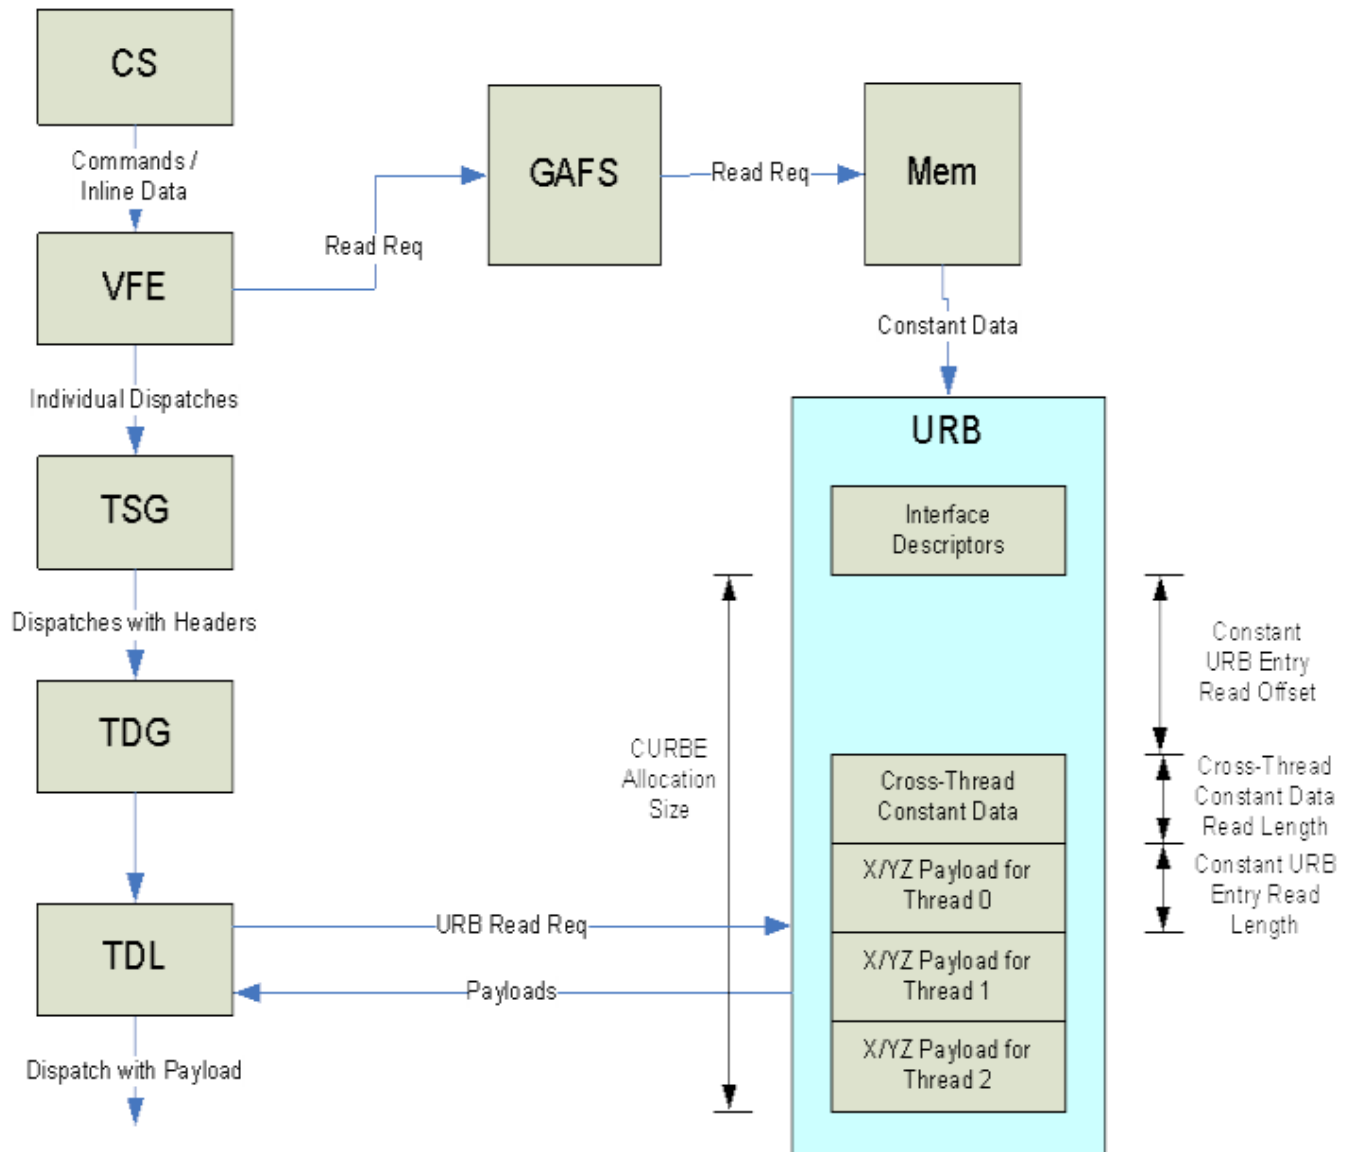 CS
Commands /
Inline Data
VFE
Read Req
GAFS
Read Req
Mem
Constant Data
Individual Dispatches
TSG
Dispatches with Headers
TDG
TDL
URB Read Req
Payloads
Dispatch with Payload
URB
Interface
Descriptors
CURBE
Allocation
Size
Cross-Thread
Constant Data
X/YZ Payload for
Thread 0
X/YZ Payload for
Thread 1
X/YZ Payload for
Thread 2
Constant
URB Entry
Read Offset
Cross-Thread
Constant Data
Read Length
Constant URB
Entry Read
Length